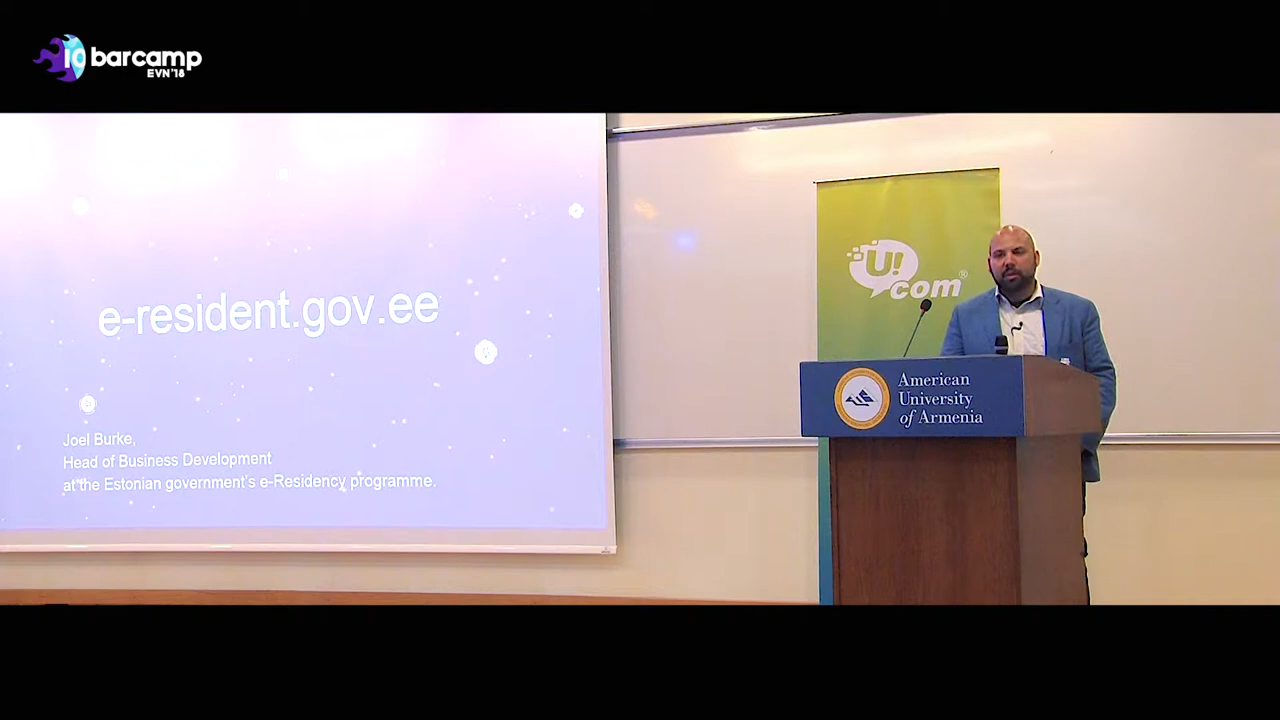 10 barcamp
EVN'18
e-resident.gov.ee
Joel Burke,
Head of Business Development
at the Estonian government's e-Residency programme.
U!
com®
American
University
of Armenia